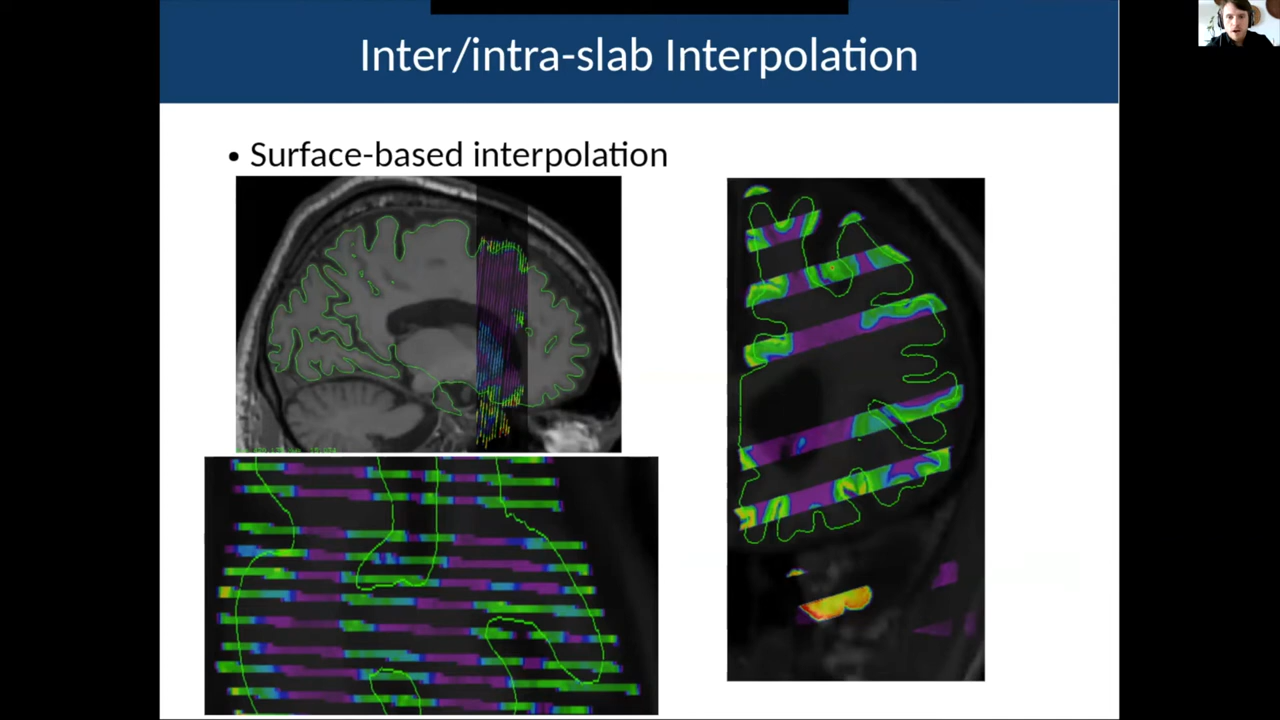 Inter/intra-slab Interpolation
• Surface-based interpolation